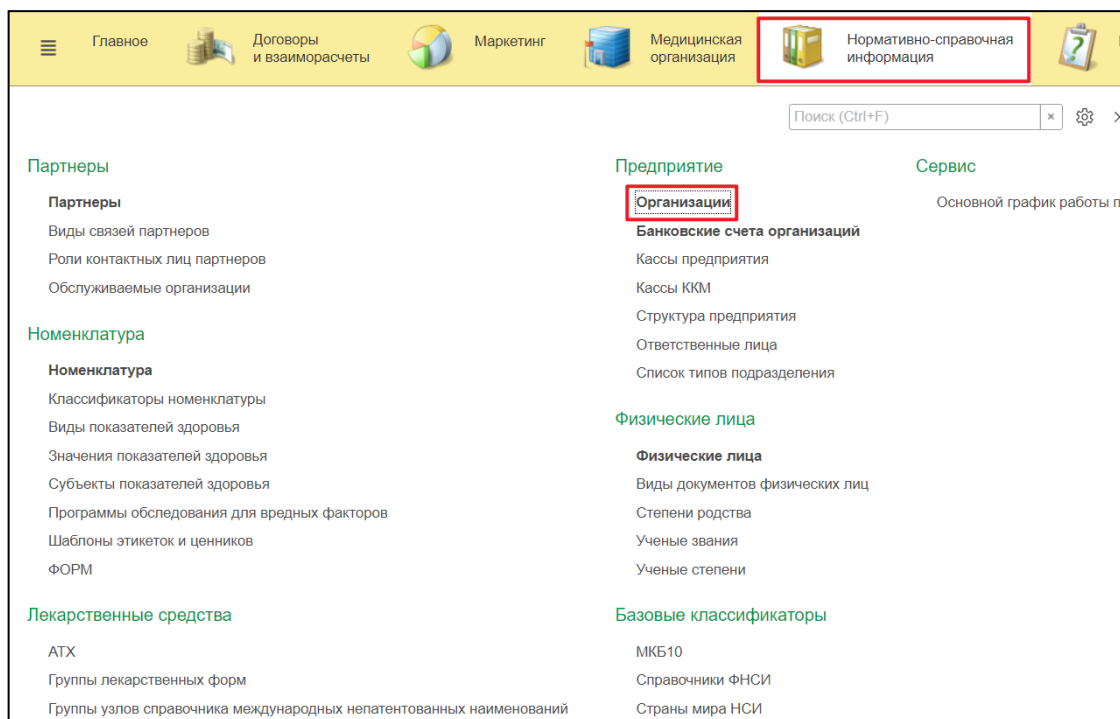 Главное
Договоры
и взаиморасчеты
Маркетинг
Медицинская
организация
Нормативно-справочная
информация
Поиск (Ctrl+F)
Партнеры
Партнеры
Виды связей партнеров
Роли контактных лиц партнеров
Обслуживаемые организации
Номенклатура
Номенклатура
Классификаторы номенклатуры
Виды показателей здоровья
Значения показателей здоровья
Субъекты показателей здоровья
Программы обследования для вредных факторов
Шаблоны этикеток и ценников
ФОРМ
Лекарственные средства
АТХ
Группы лекарственных форм
Группы узлов справочника международных непатентованных наименований
Предприятие
Организации
Банковские счета организаций
Кассы предприятия
Кассы ККМ
Структура предприятия
Ответственные лица
Список типов подразделения
Физические лица
Физические лица
Виды документов физических лиц
Степени родства
Ученые звания
Ученые степени
Базовые классификаторы
МКБ10
Справочники ФНСИ
Страны мира НСИ
Сервис
Основной график работы